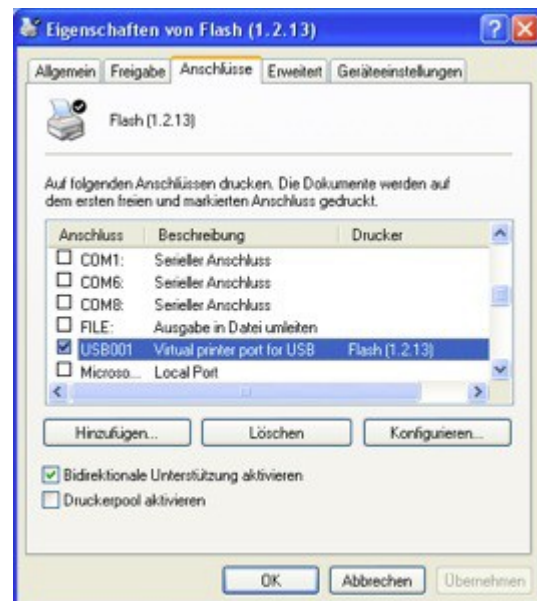 Eigenschaften von Flash (1.2.13)
Allgemein Freigabe Anschlüsse Erweitert Geräteeinstellungen
Flash (1.2.13)
Auf folgenden Anschlüssen drucken. Die Dokumente werden auf
dem ersten freien und markierten Anschluss gedruckt.
Anschluss Beschreibung Drucker
COM1: Serieller Anschluss
COM6: Serieller Anschluss
COM8: Serieller Anschluss
FILE: Ausgabe in Datei umleiten
USB001 Virtual printer port for USB Flash (1.2.13)
Microso... Local Port
Hinzufügen... Löschen Konfigurieren...
Bidirektionale Unterstützung aktivieren
Druckerpool aktivieren
OK Abbrechen Übernehmen